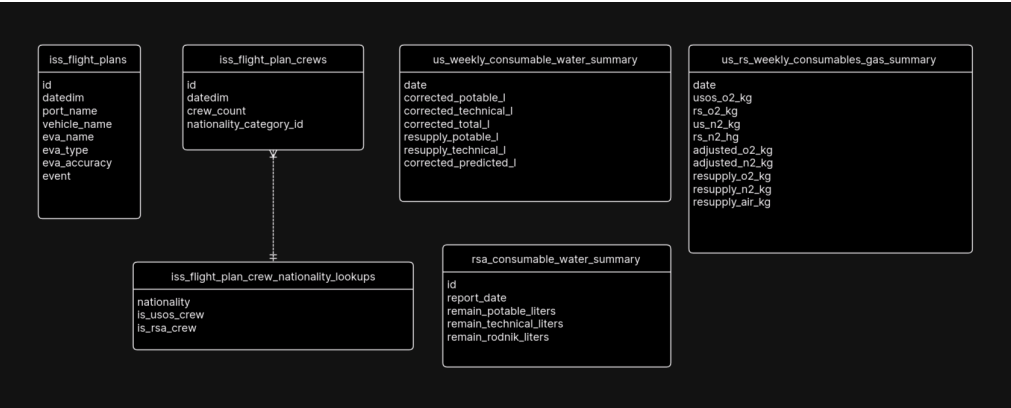 iss_flight_plans
id
datedim
port_name
vehicle_name
eva_name
eva_type
eva_accuracy
event
iss_flight_plan_crews
id
datedim
crew_count
nationality_category_id
us_weekly_consumable_water_summary
date
corrected_potable_l
corrected_technical_l
corrected_total_l
resupply_potable_l
resupply_technical_l
corrected_predicted_l
us_rs_weekly_consumables_gas_summary
date
usos_o2_kg
rs_o2_kg
us_n2_kg
rs_n2_hg
adjusted_o2_kg
adjusted_n2_kg
resupply_o2_kg
resupply_n2_kg
resupply_air_kg
iss_flight_plan_crew_nationality_lookups
nationality
is_usos_crew
is_rsa_crew
rsa_consumable_water_summary
id
report_date
remain_potable_liters
remain_technical_liters
remain_rodnik_liters